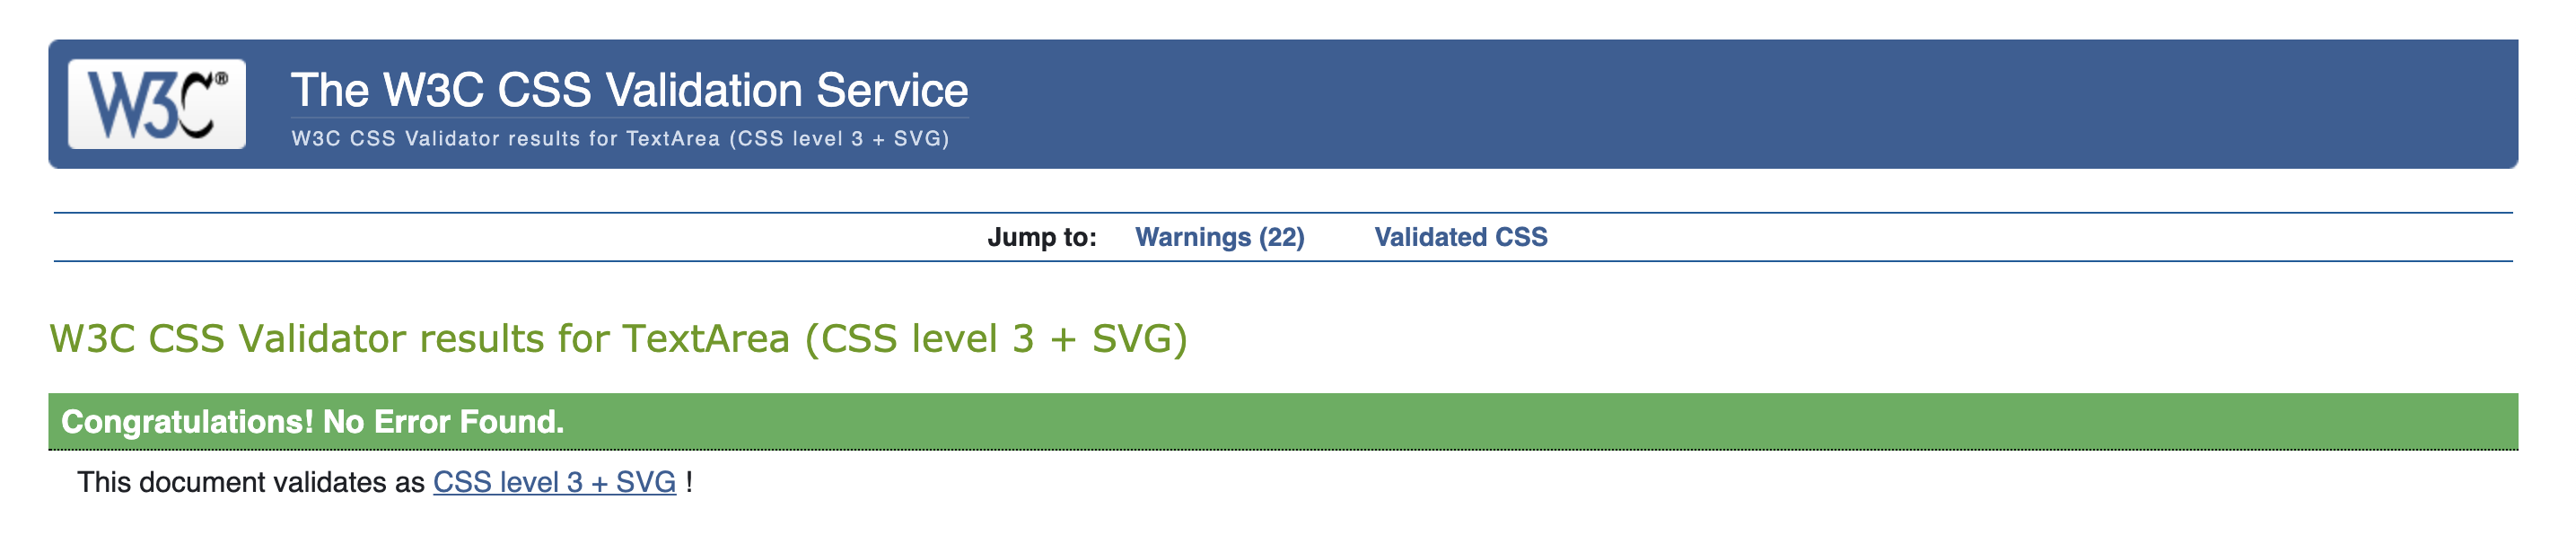 W3C®
The W3C CSS Validation Service
W3C CSS Validator results for TextArea (CSS level 3 + SVG)
Jump to: Warnings (22) Validated CSS
W3C CSS Validator results for TextArea (CSS level 3 + SVG)
Congratulations! No Error Found.
This document validates as CSS level 3 + SVG !